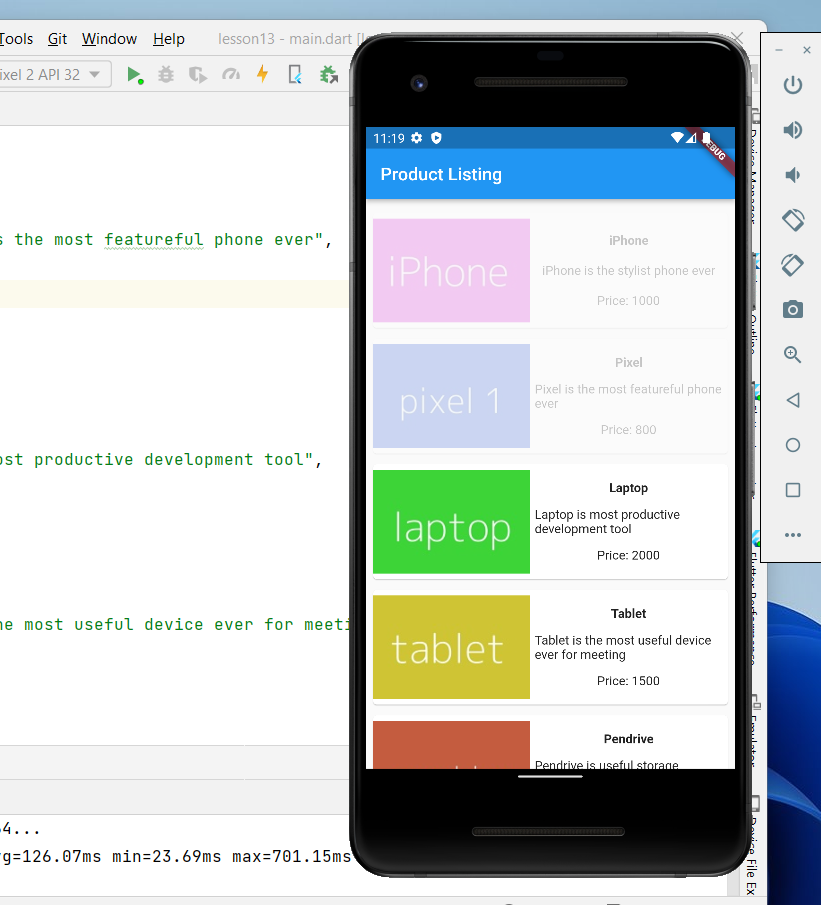 Tools Git Window Help lesson13 - main.dart [l
ixel 2 API 32
s the most featureful phone ever",
ost productive development tool",
he most useful device ever for meeti
64...
vg=126.07ms min=23.69ms max=701.15ms
11:19
DEBUG
Product Listing
iPhone
iPhone
iPhone is the stylist phone ever
Price: 1000
pixel 1
Pixel
Pixel is the most featureful phone
ever
Price: 800
laptop
Laptop
Laptop is most productive
development tool
Price: 2000
tablet
Tablet
Tablet is the most useful device
ever for meeting
Price: 1500
Pendrive
Pendrive is useful storage
Device Manager
Outline
Flutter Performance
Emulator
Device File Ex